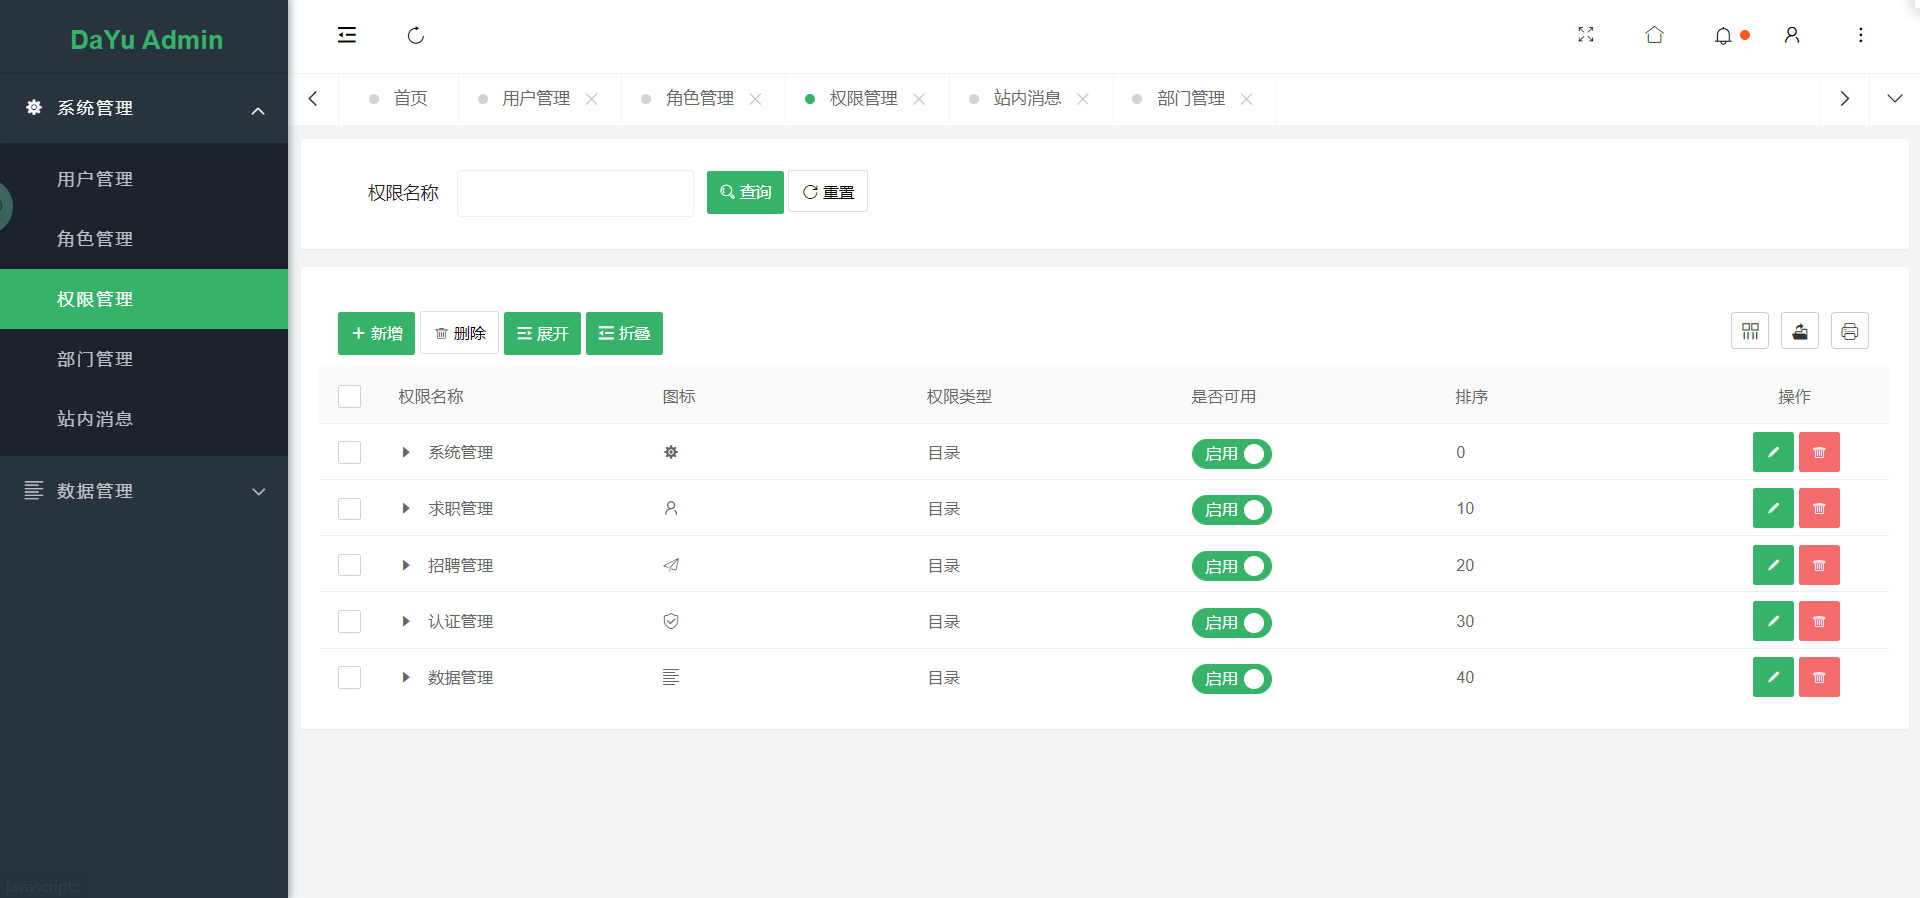 DaYu Admin
系统管理
用户管理
角色管理
权限管理
部门管理
站内消息
数据管理
javascript:;
首页 用户管理 角色管理 权限管理 站内消息 部门管理
权限名称 查询 重置
新增 删除 展开 折叠
权限名称 图标 权限类型 是否可用 排序 操作
系统管理 目录 启用 0
求职管理 目录 启用 10
招聘管理 目录 启用 20
认证管理 目录 启用 30
数据管理 目录 启用 40